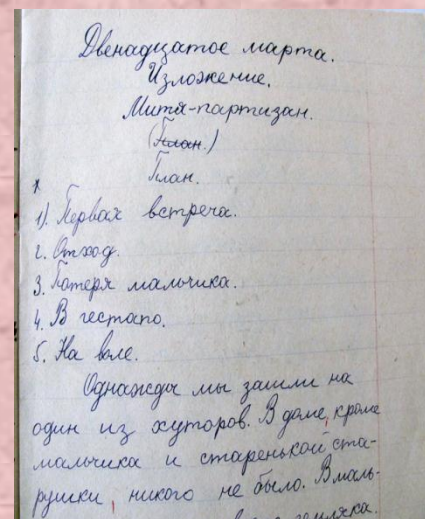 Двенадцатое марта.
Изложение.
Митя-партизан.
(План.)
План.
1). Первая встреча.
2. Отход.
3. Потеря мальчика.
4. В гестапо.
5. На воле.
Однажды мы зашли на
один из хуторов. В доме, кроме
мальчика и старенькой ста-
рушки, никого не было. В маль-
земляка.